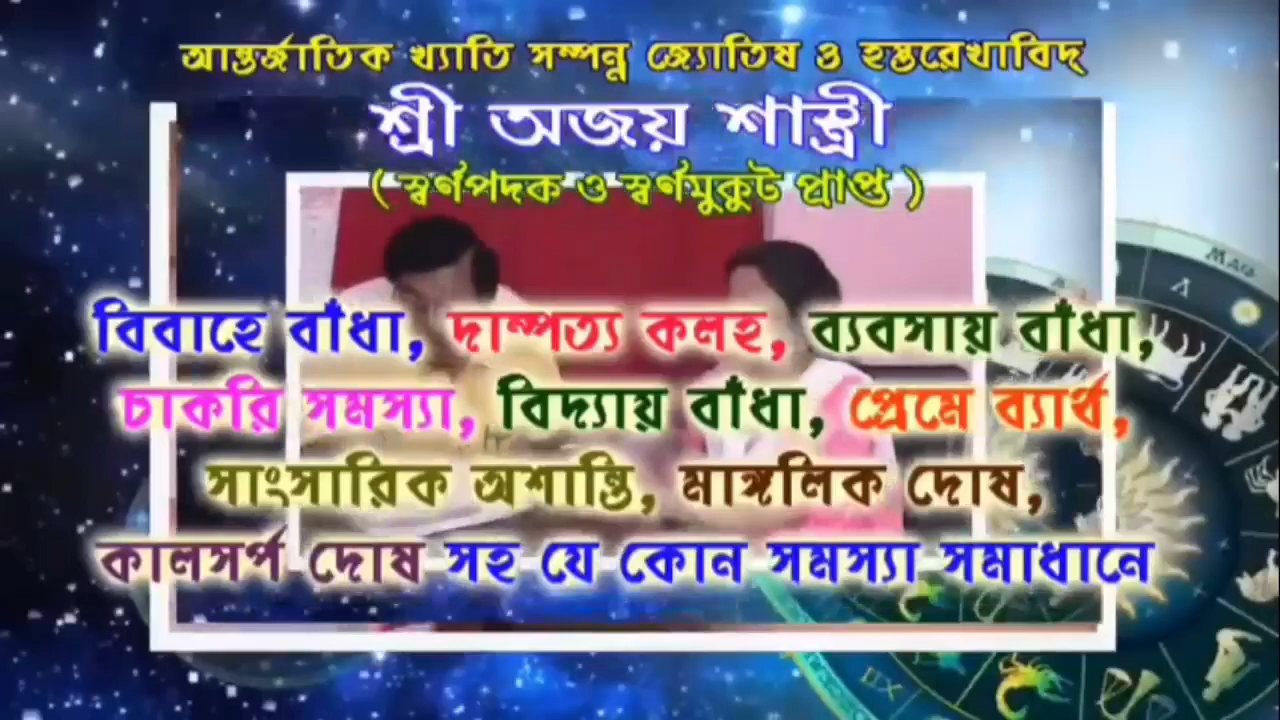 আন্তর্জাতিক খ্যাতি সম্পন্ন জ্যোতিষ ও হস্তরেখাবিদ্
শ্রী অজয় শাস্ত্রী
( স্বর্ণপদক ও স্বর্ণমুকুট প্রাপ্ত )
বিবাহে বাঁধা, দাম্পত্য কলহ, ব্যবসায় বাঁধা,
চাকরি সমস্যা, বিদ্যায় বাঁধা, প্রেমে ব্যার্থ,
সাংসারিক অশান্তি, মাঙ্গলিক দোষ,
কালসর্প দোষ সহ যে কোন সমস্যা সমাধানে